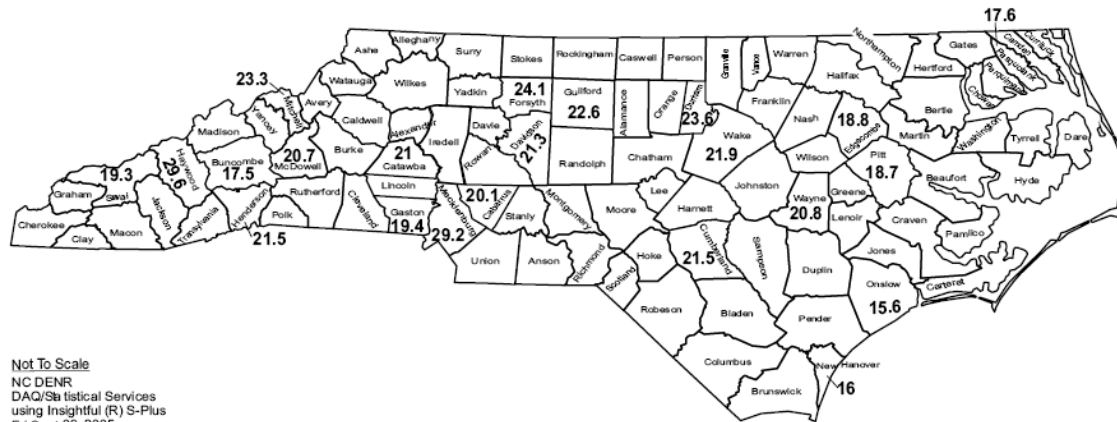 17.6
Ashe
Alleghany
Surry
Stokes
Rockingham
Caswell
Person
Granville
Vance
Warren
Northampton
Gates
Camden
Currituck
Pasquotank
Perquimans
Chowan
Hertford
Halifax
23.3
Watauga
Wilkes
Yadkin
24.1
Forsyth
Guilford
22.6
Alamance
Orange
Durham
23.6
Franklin
Nash
18.8
Edgecombe
Bertie
Martin
Washington
Tyrrell
Dare
Mitchell
Avery
Yancey
Madison
Caldwell
Alexander
Iredell
Davie
Davidson
21.3
Randolph
Chatham
Wake
21.9
Wilson
Pitt
18.7
Beaufort
Hyde
19.3
Haywood
29.6
Buncombe
17.5
20.7
McDowell
Burke
21
Catawba
Rowan
Lee
Johnston
Wayne
20.8
Greene
Graham
Swai
Jackson
Rutherford
Cleveland
Lincoln
Gaston
19.4
Mecklenburg
29.2
20.1
Cabarrus
Stanly
Montgomery
Moore
Harnett
Lenoir
Craven
Pamlico
Cherokee
Clay
Macon
Transylvania
Henderson
Polk
21.5
Union
Anson
Richmond
Scotland
Hoke
21.5
Cumberland
Sampson
Duplin
Jones
Onslow
15.6
Carteret
Robeson
Bladen
Pender
Columbus
Brunswick
New Hanover
16
Not To Scale
NC DENR
DAQ/Statistical Services
using Insightful (R) S-Plus